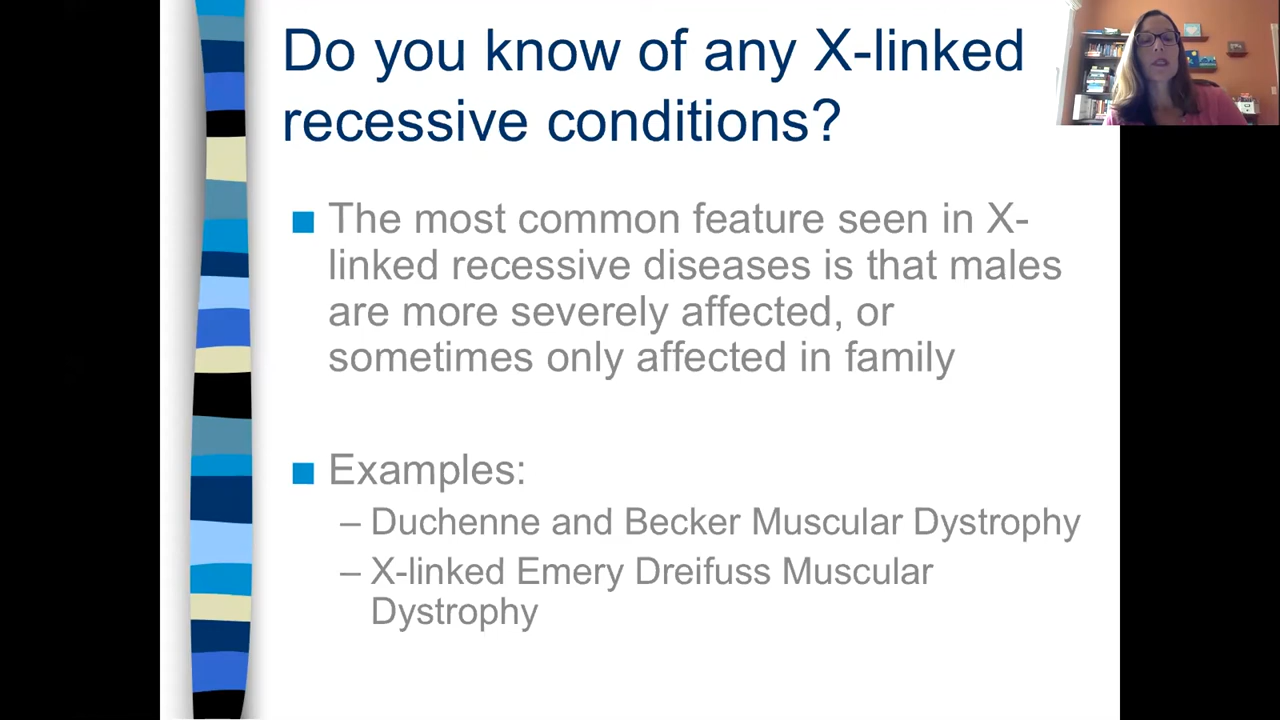 Do you know of any X-linked
recessive conditions?
The most common feature seen in X-
linked recessive diseases is that males
are more severely affected, or
sometimes only affected in family
Examples:
– Duchenne and Becker Muscular Dystrophy
– X-linked Emery Dreifuss Muscular
Dystrophy